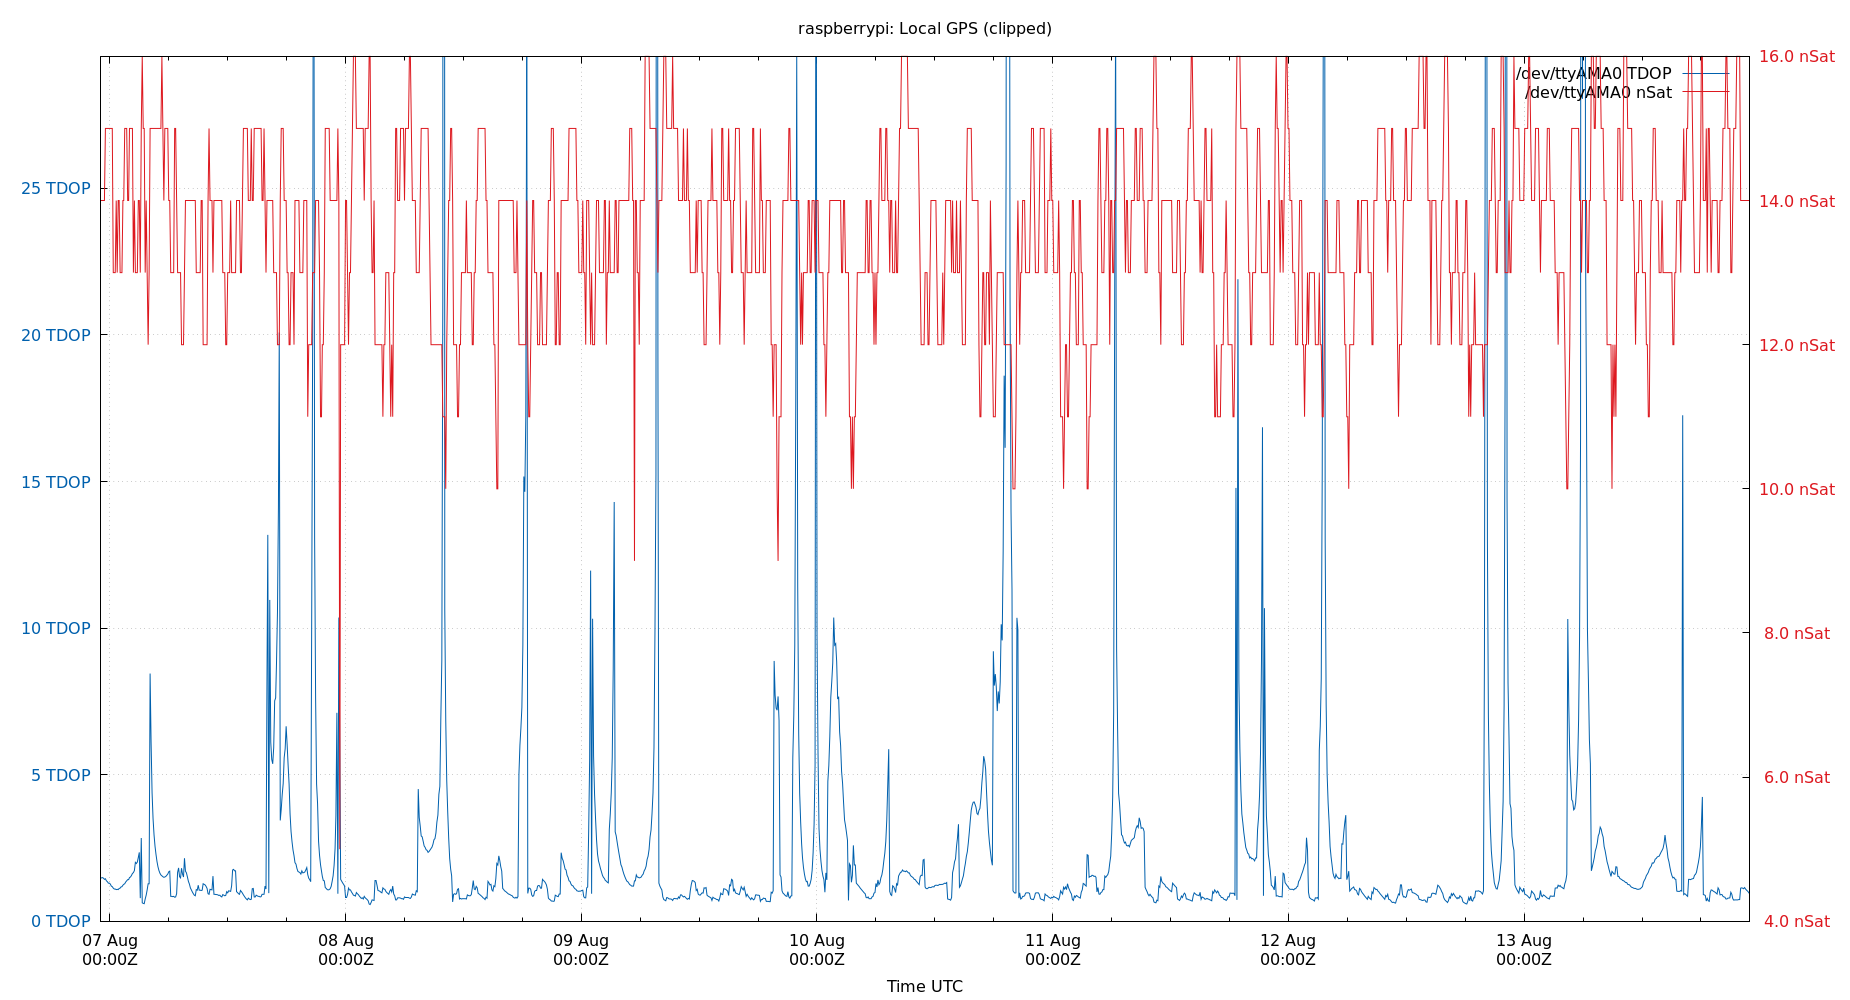 raspberrypi: Local GPS (clipped)
16.0 nSat
/dev/ttyAMA0 TDOP
/dev/ttyAMA0 nSat
25 TDOP
14.0 nSat
20 TDOP
12.0 nSat
15 TDOP
10.0 nSat
10 TDOP
8.0 nSat
5 TDOP
6.0 nSat
0 TDOP
4.0 nSat
07 Aug
00:00Z
08 Aug
00:00Z
09 Aug
00:00Z
10 Aug
00:00Z
11 Aug
00:00Z
12 Aug
00:00Z
13 Aug
00:00Z
Time UTC